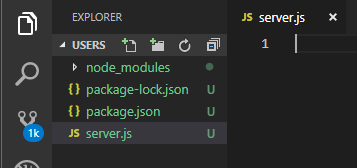 EXPLORER
JS server.js ×
USERS
1
node_modules
{ } package-lock.json U
{ } package.json U
JS server.js U
1k